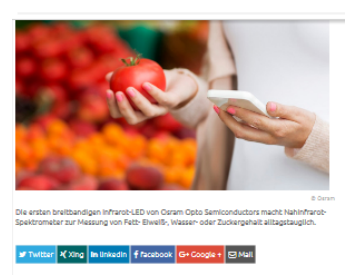 © Osram
Die ersten breitbandigen Infrarot-LED von Osram Opto Semiconductors macht Nahinfrarot-
Spektrometer zur Messung von Fett- Eiweiß-, Wasser- oder Zuckergehalt alltagstauglich.
Twitter Xing linkedin facebook Google + Mail